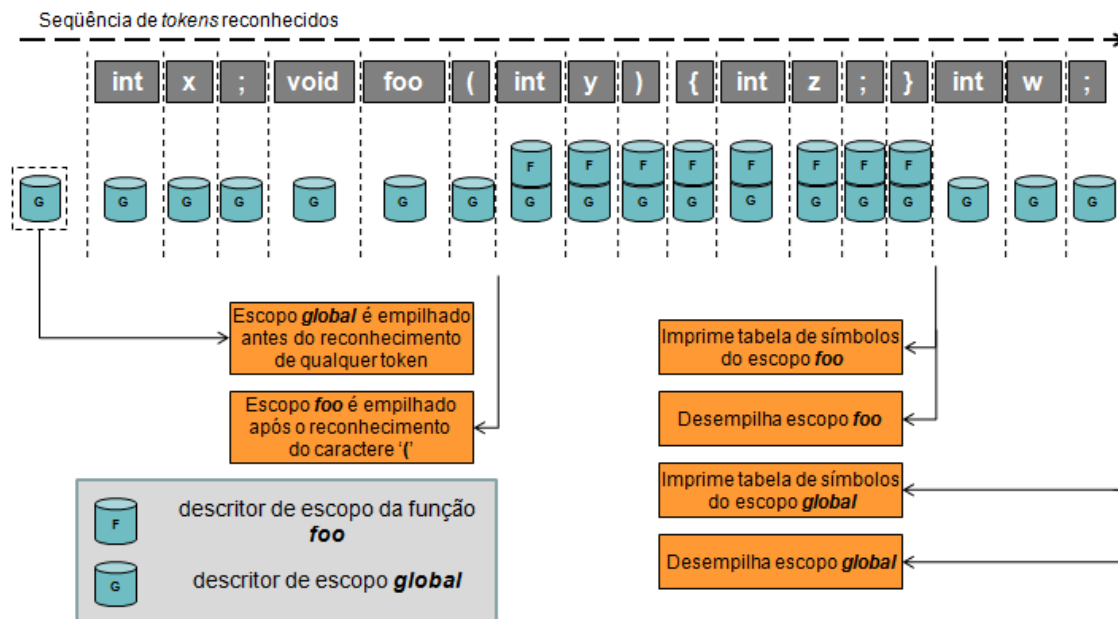 Seqüência de tokens reconhecidos
int x ; void foo ( int y ) { int z ; } int w ;
F F F F F F F F
G G G G G G G G G G G G G G G G G G
Escopo global é empilhado
antes do reconhecimento
de qualquer token
Escopo foo é empilhado
após o reconhecimento
do caractere ‘(’
Imprime tabela de símbolos
do escopo foo
Desempilha escopo foo
Imprime tabela de símbolos
do escopo global
Desempilha escopo global
F
descritor de escopo da função
foo
G
descritor de escopo global